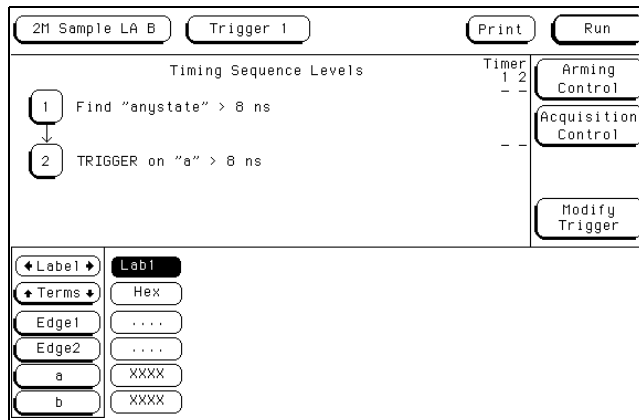 2M Sample LA B Trigger 1 Print Run
Timing Sequence Levels
Timer
1 2
1 Find "anystate" > 8 ns
- -
2 TRIGGER on "a" > 8 ns
- -
Arming
Control
Acquisition
Control
Modify
Trigger
←Label→ Lab1
↑Terms↓ Hex
Edge1 ....
Edge2 ....
a XXXX
b XXXX